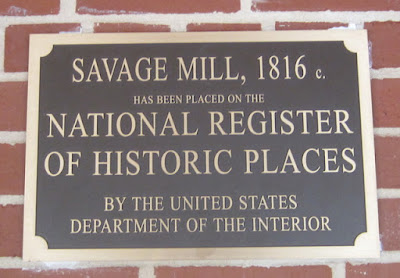 SAVAGE MILL, 1816 c.
HAS BEEN PLACED ON THE
NATIONAL REGISTER
OF HISTORIC PLACES
BY THE UNITED STATES
DEPARTMENT OF THE INTERIOR